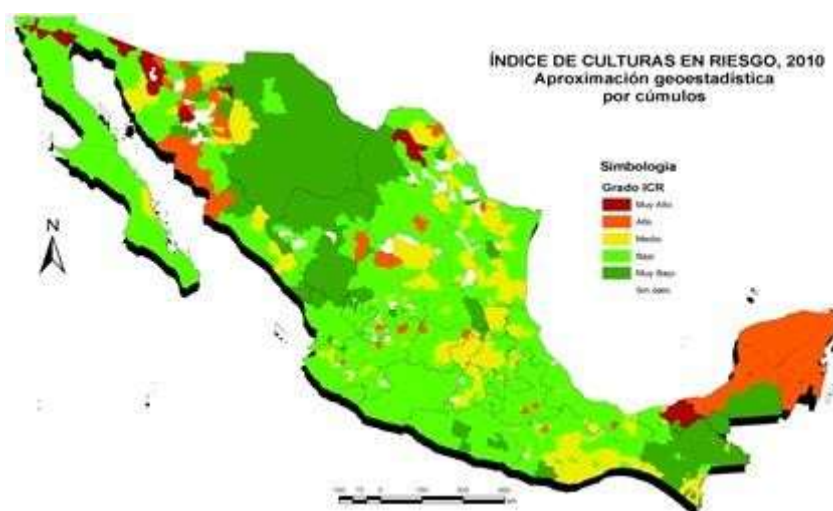 ÍNDICE DE CULTURAS EN RIESGO, 2010
Aproximación geoestadística
por cúmulos
Simbología
Grado ICR
Muy Alto
Alto
Medio
Bajo
Muy Bajo
Sin dato
N